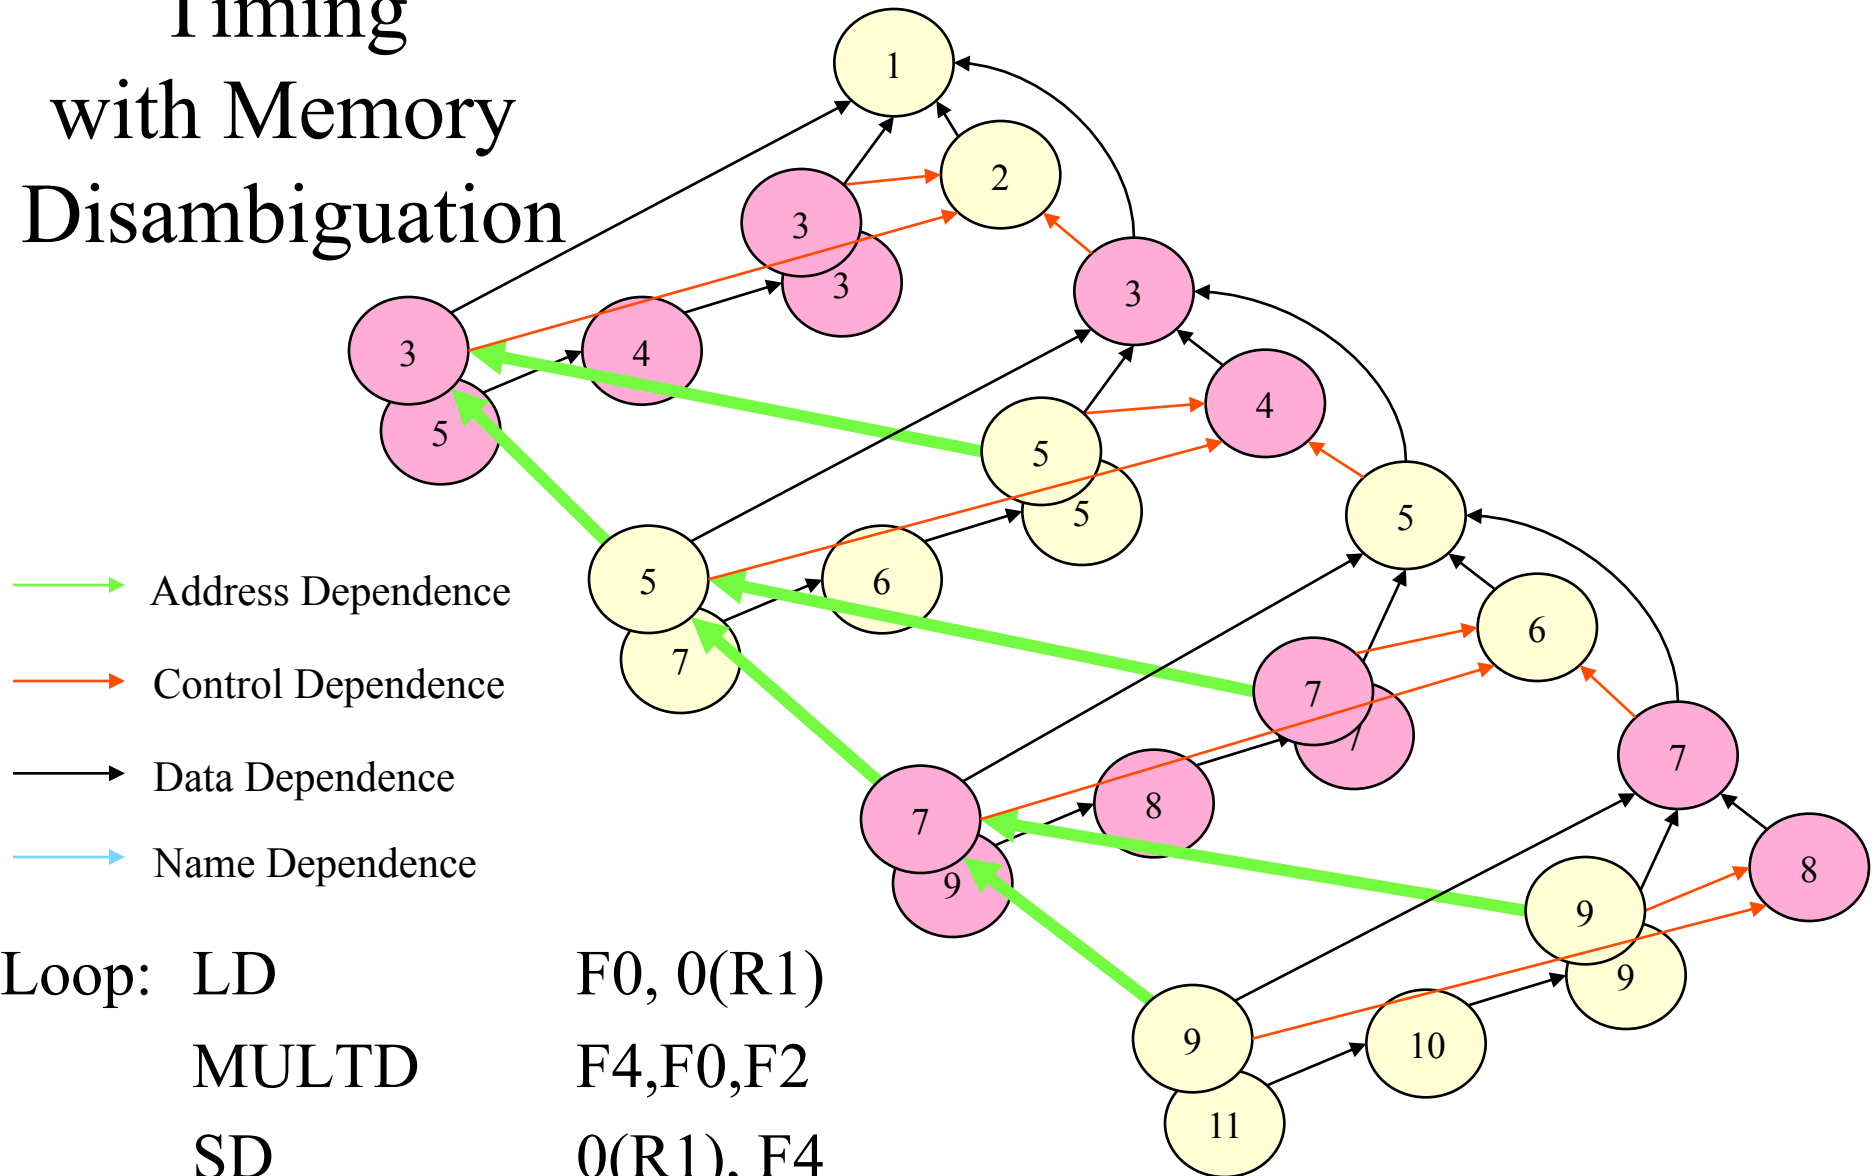 Timing
with Memory
Disambiguation
1
2
3
3
3
3
4
4
5
5
5
5
5
6
6
7
7
7
7
7
8
8
9
9
9
9
10
11
Address Dependence
Control Dependence
Data Dependence
Name Dependence
Loop: LD F0, 0(R1)
MULTD F4,F0,F2
SD 0(R1), F4